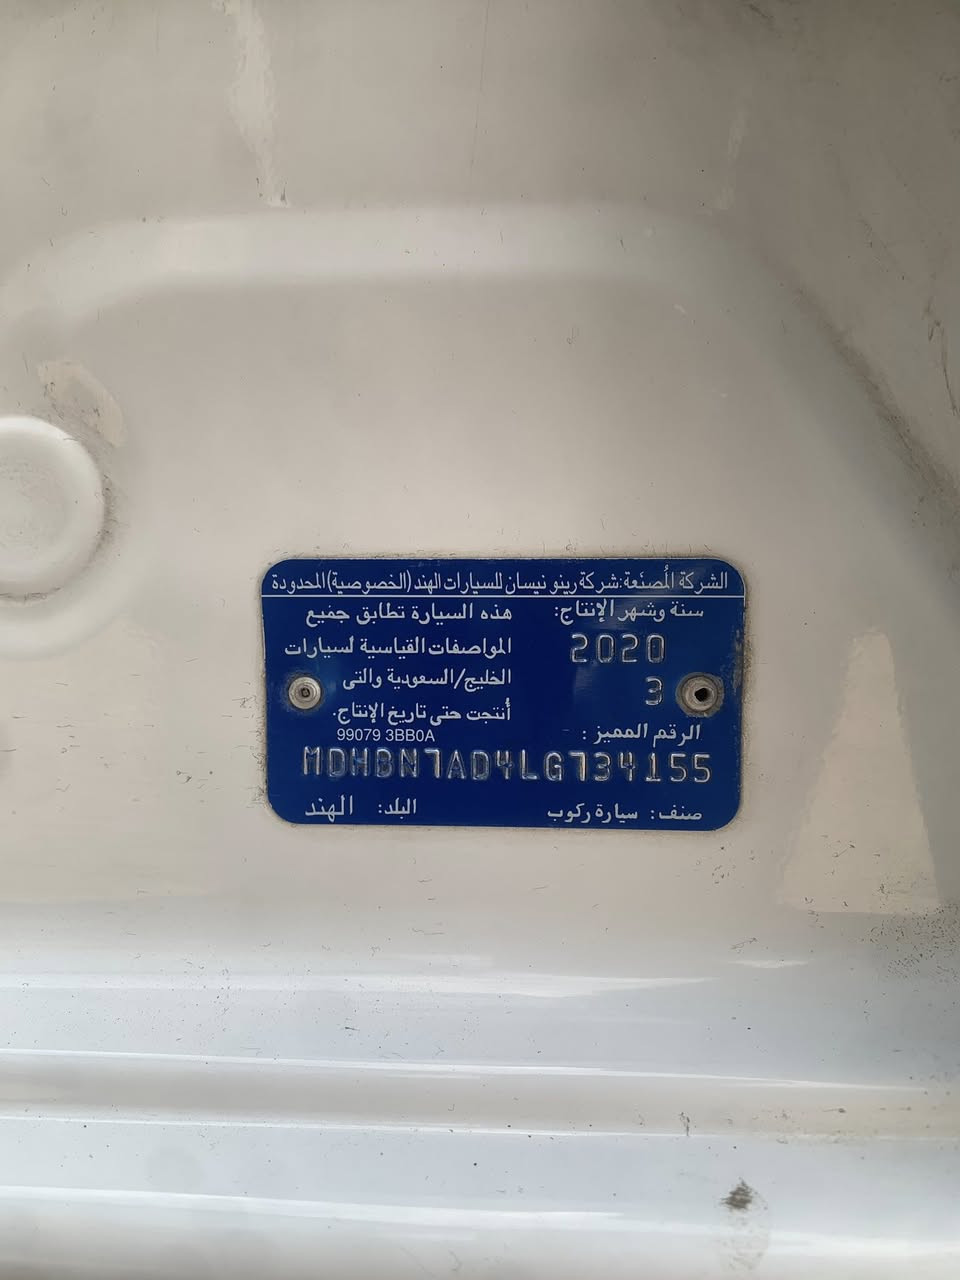 الشركة المُصنعة: شركة رينو نيسان للسيارات الهند (الخصوصية) المحدودة
سنة وشهر الإنتاج:
2020
3
هذه السيارة تطابق جميع
المواصفات القياسية لسيارات
الخليج/السعودية والتى
أُنتجت حتى تاريخ الإنتاج.
الرقم المميز :
99079 3BB0A
MDHBN7AD4LG734155
صنف: سيارة ركوب
البلد: الهند